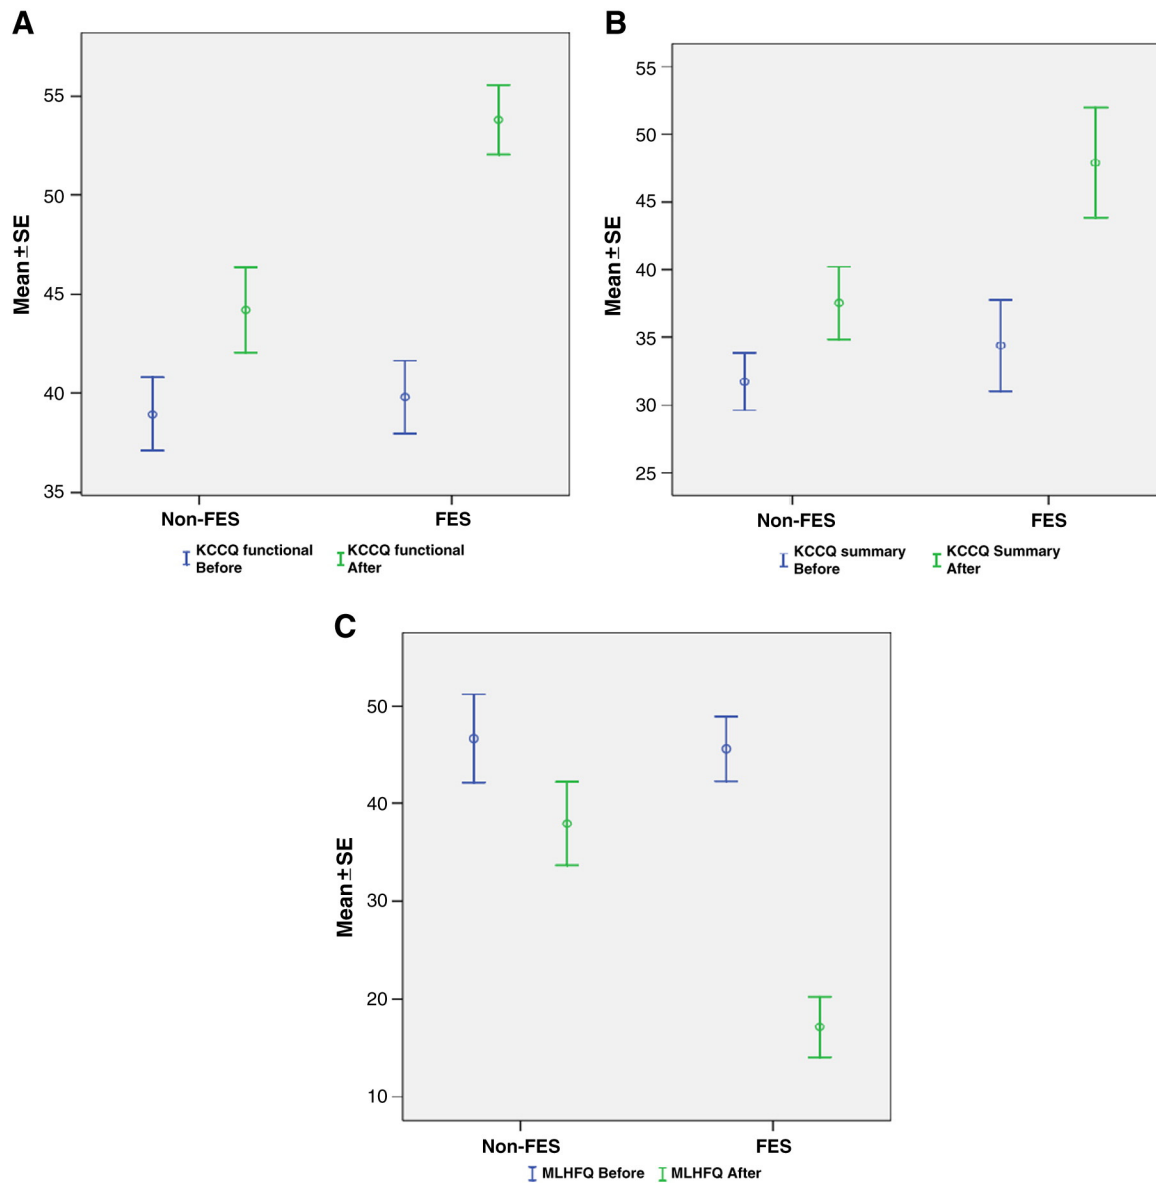 A
Mean±SE
55
50
45
40
35
Non-FES FES
KCCQ functional
Before
KCCQ functional
After
B
Mean±SE
55
50
45
40
35
30
25
Non-FES FES
KCCQ summary
Before
KCCQ Summary
After
C
Mean±SE
50
40
30
20
10
Non-FES FES
MLHFQ Before MLHFQ After